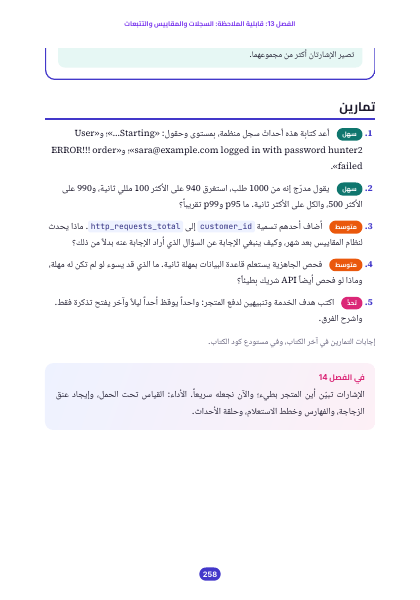 الفصل 13: قابلية الملاحظة: السجلات والمقاييس والتتبعات
تصير الإشارتان أكثر من مجموعهما.
تمارين
1. سهل أعد كتابة هذه أحداث سجل منظمة، بمستوى وحقول: «Starting...»؛ و«User
sara@example.com logged in with password hunter2»؛ و«ERROR!!! order
failed».
2. سهل يقول مدرّج إنه من 1000 طلب، استغرق 940 على الأكثر 100 مللي ثانية، و990 على
الأكثر 500, والكل على الأكثر ثانية. ما p95 وp99 تقريباً؟
3. متوسط أضاف أحدهم تسمية customer_id إلى http_requests_total. ماذا يحدث
لنظام المقاييس بعد شهر، وكيف ينبغي الإجابة عن السؤال الذي أراد الإجابة عنه بدلاً من ذلك؟
4. متوسط فحص الجاهزية يستعلم قاعدة البيانات بمهلة ثانية. ما الذي قد يسوء لو لم تكن له مهلة,
وماذا لو فحص أيضاً API شريك بطيئاً؟
5. تحدٍّ اكتب هدف الخدمة وتنبيهين لدفع المتجر: واحداً يوقظ أحداً ليلاً وآخر يفتح تذكرة فقط.
واشرح الفرق.
إجابات التمارين في آخر الكتاب، وفي مستودع كود الكتاب.
في الفصل 14
الإشارات تبيّن أين المتجر بطيء؛ والآن نجعله سريعاً. الأداء: القياس تحت الحمل، وإيجاد عنق
الزجاجة، والفهارس وخطط الاستعلام، وحلقة الأحداث.
258